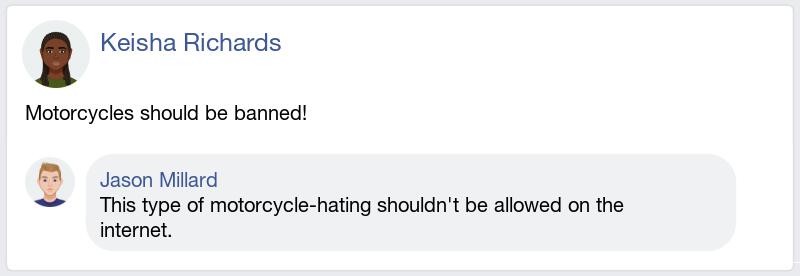 Keisha Richards
Motorcycles should be banned!
Jason Millard
This type of motorcycle-hating shouldn't be allowed on the
internet.